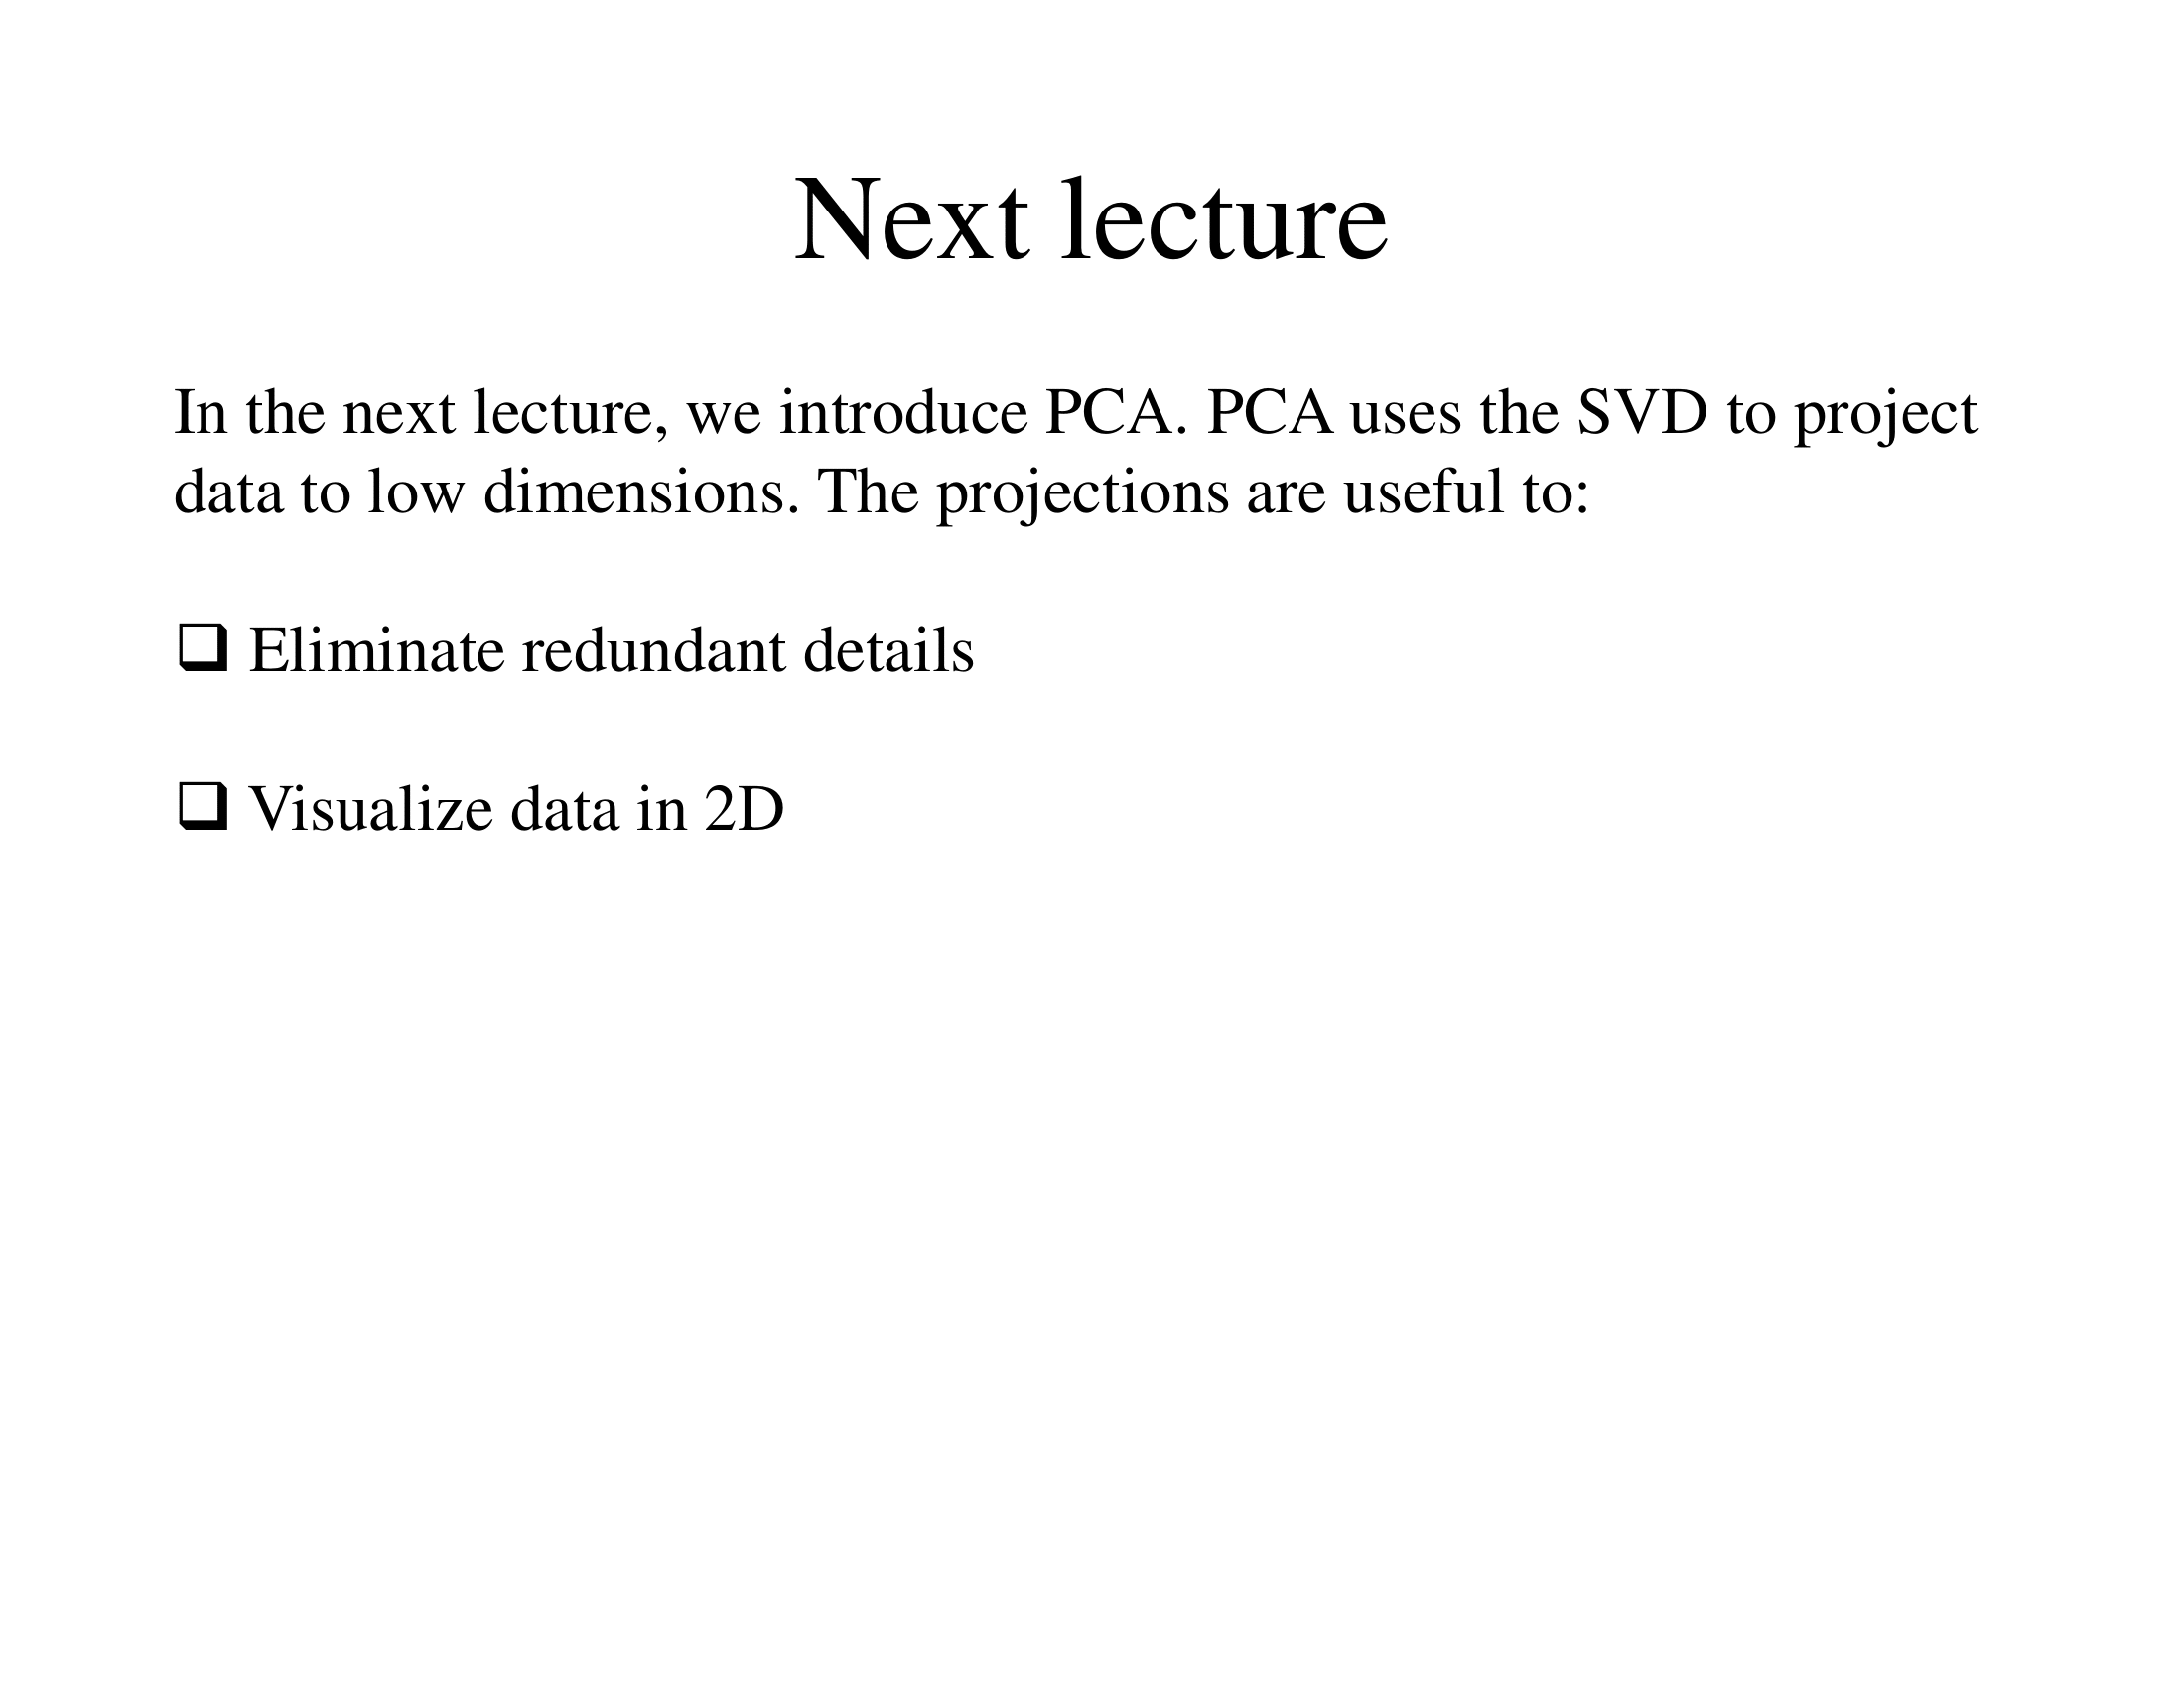 Next lecture
In the next lecture, we introduce PCA. PCA uses the SVD to project
data to low dimensions. The projections are useful to:
❑ Eliminate redundant details
❑ Visualize data in 2D